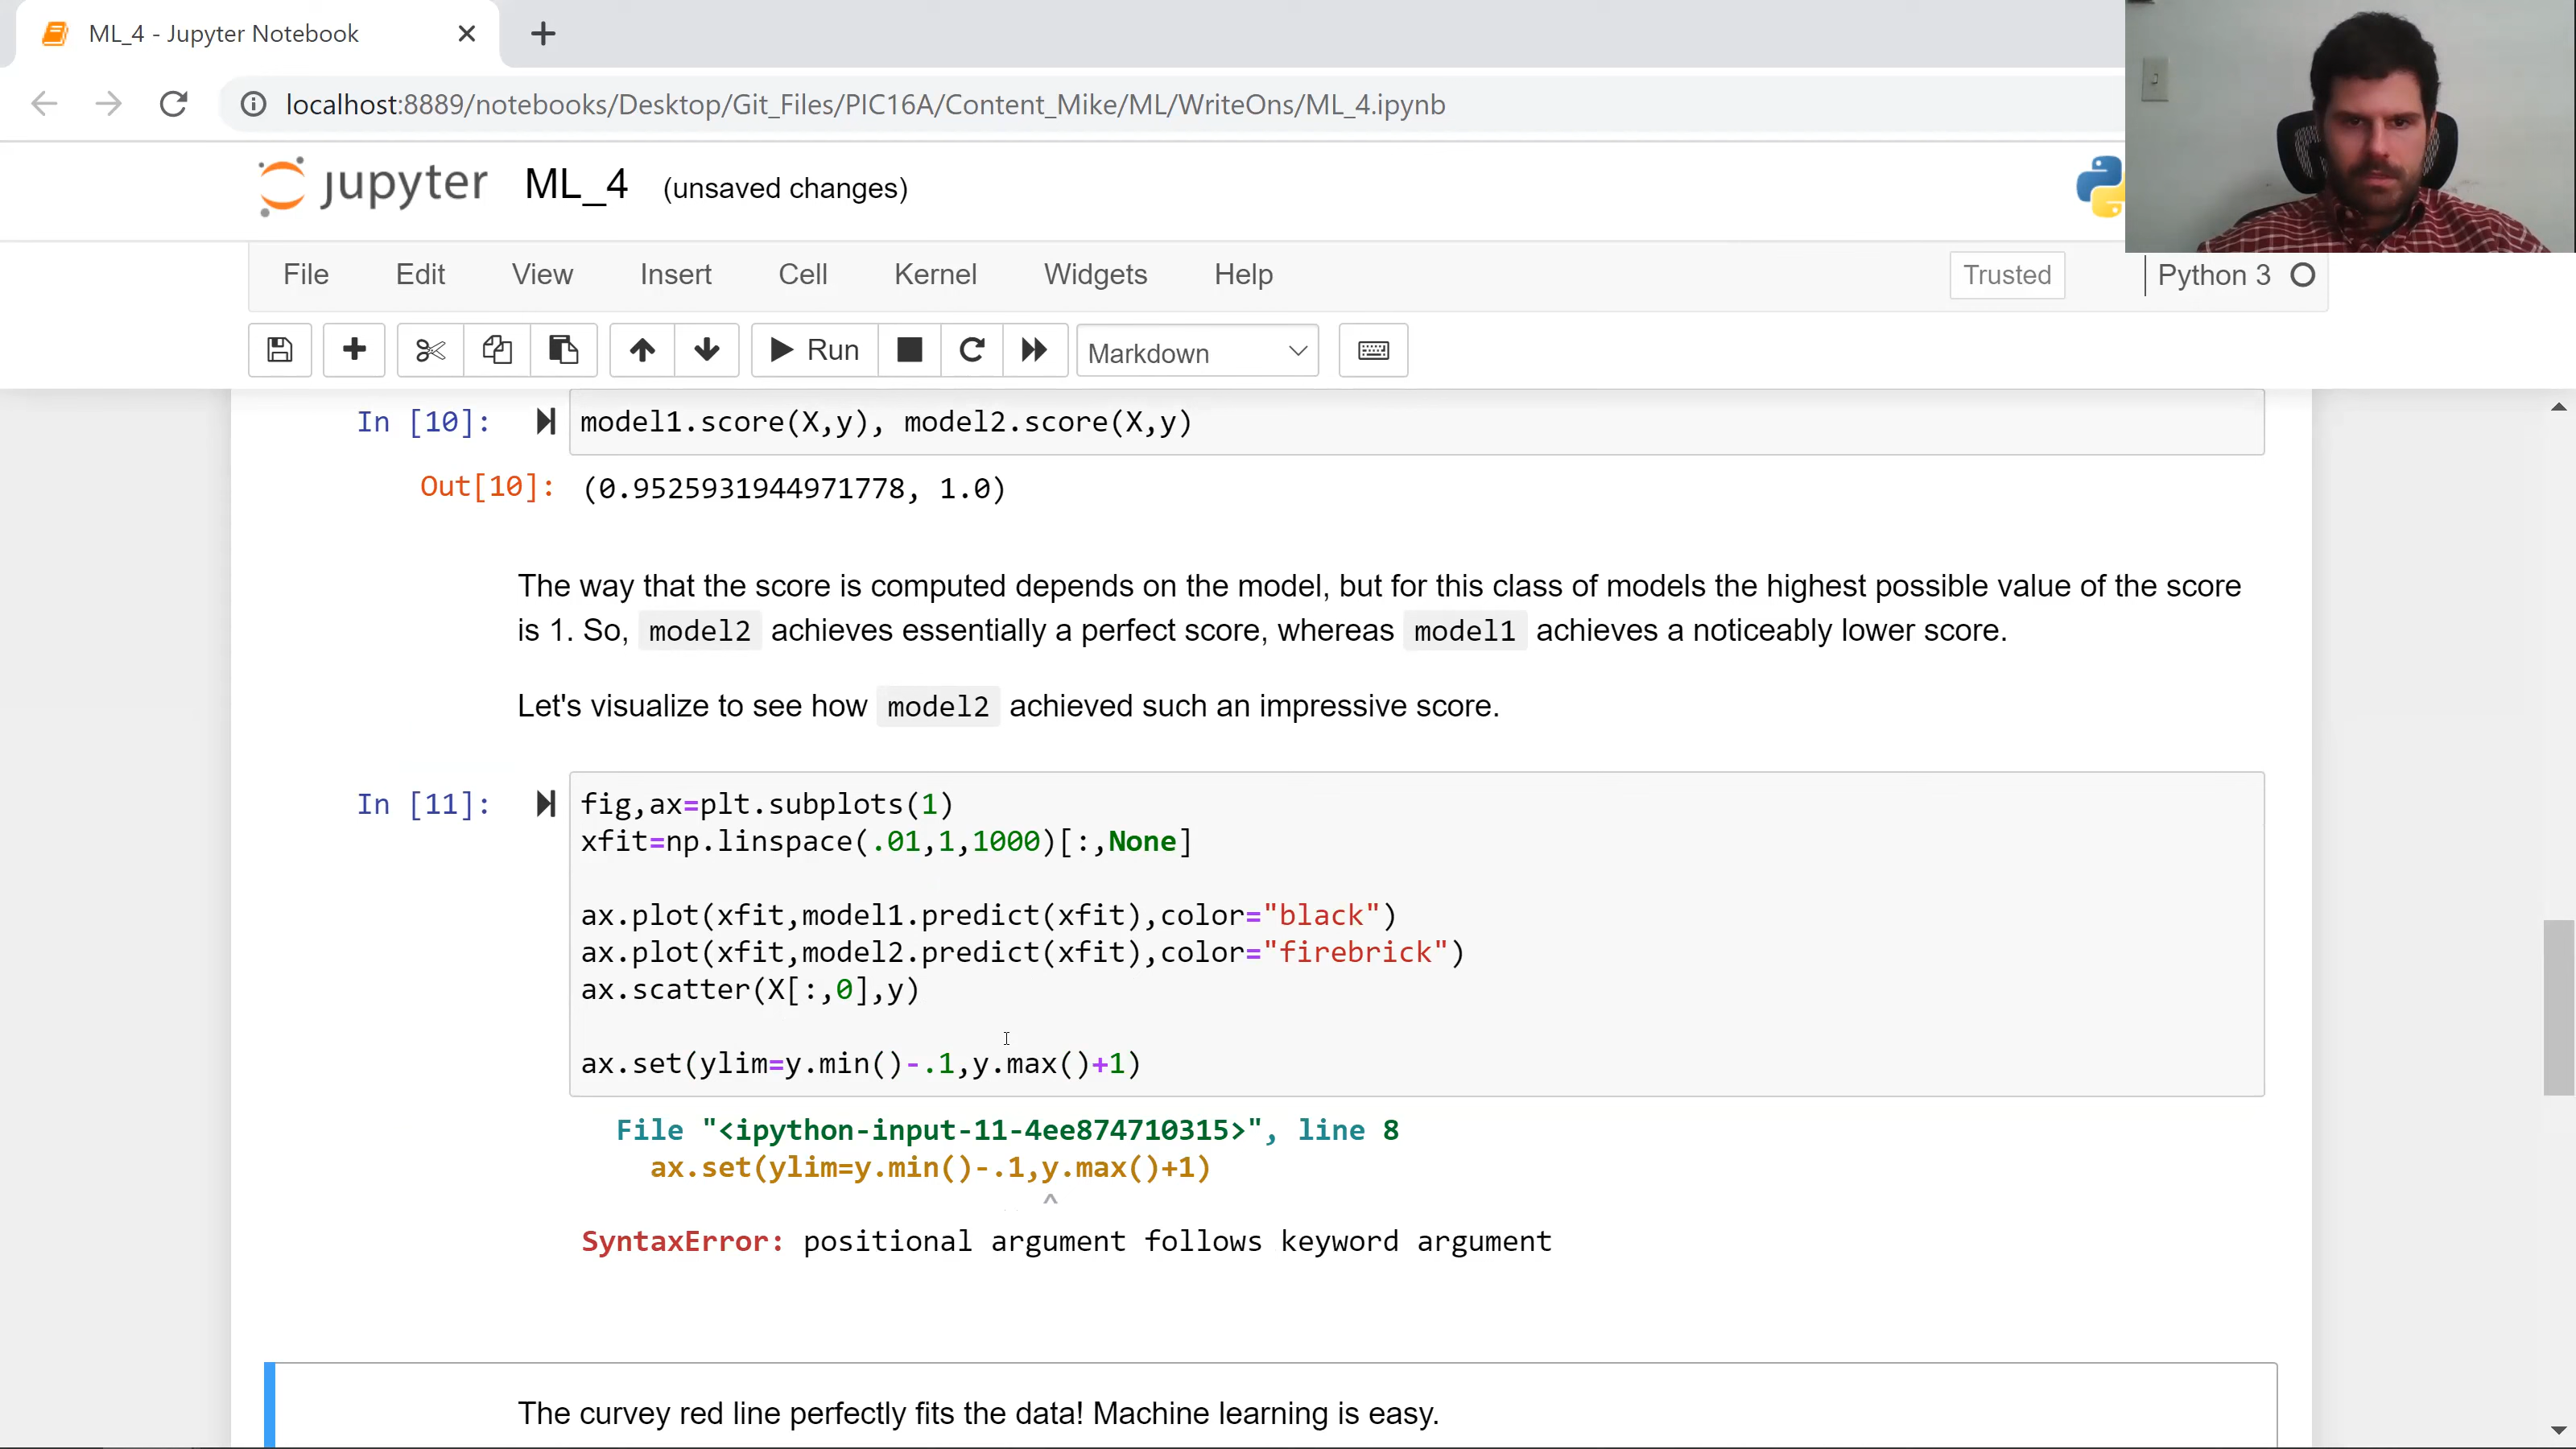 ML_4 - Jupyter Notebook
localhost:8889/notebooks/Desktop/Git_Files/PIC16A/Content_Mike/ML/WriteOns/ML_4.ipynb
jupyter ML_4 (unsaved changes)
File Edit View Insert Cell Kernel Widgets Help Trusted Python 3
Run Markdown
In [10]: model1.score(X,y), model2.score(X,y)
Out[10]: (0.9525931944971778, 1.0)
The way that the score is computed depends on the model, but for this class of models the highest possible value of the score
is 1. So, model2 achieves essentially a perfect score, whereas model1 achieves a noticeably lower score.
Let's visualize to see how model2 achieved such an impressive score.
In [11]: fig,ax=plt.subplots(1)
xfit=np.linspace(.01,1,1000)[:,None]
ax.plot(xfit,model1.predict(xfit),color="black")
ax.plot(xfit,model2.predict(xfit),color="firebrick")
ax.scatter(X[:,0],y)
ax.set(ylim=y.min()-.1,y.max()+1)
File "<ipython-input-11-4ee874710315>", line 8
ax.set(ylim=y.min()-.1,y.max()+1)
^
SyntaxError: positional argument follows keyword argument
The curvey red line perfectly fits the data! Machine learning is easy.